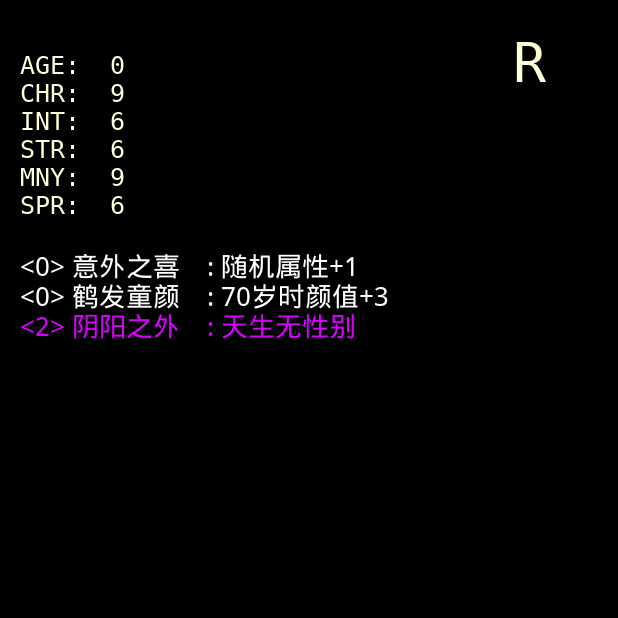 R
AGE: 0
CHR: 9
INT: 6
STR: 6
MNY: 9
SPR: 6
<0> 意外之喜 :随机属性+1
<0> 鹤发童颜 :70岁时颜值+3
<2> 阴阳之外 :天生无性别